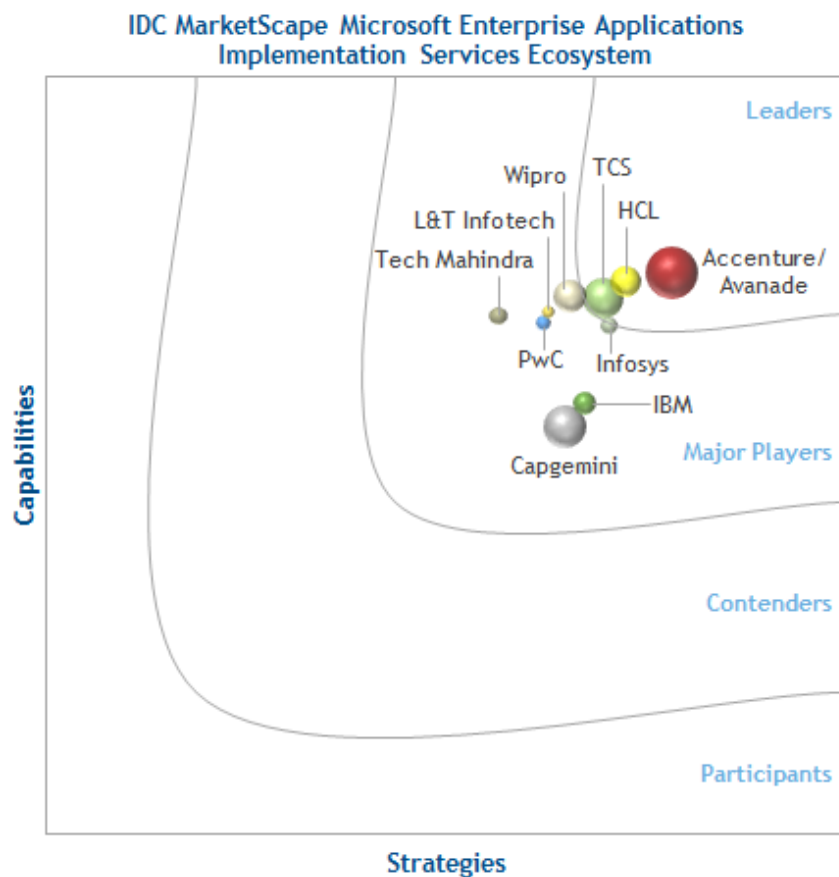 IDC MarketScape Microsoft Enterprise Applications
Implementation Services Ecosystem
Leaders
TCS
Wipro
HCL
L&T Infotech
Tech Mahindra
Accenture/
Avanade
PwC
Infosys
IBM
Capgemini
Major Players
Capabilities
Contenders
Participants
Strategies